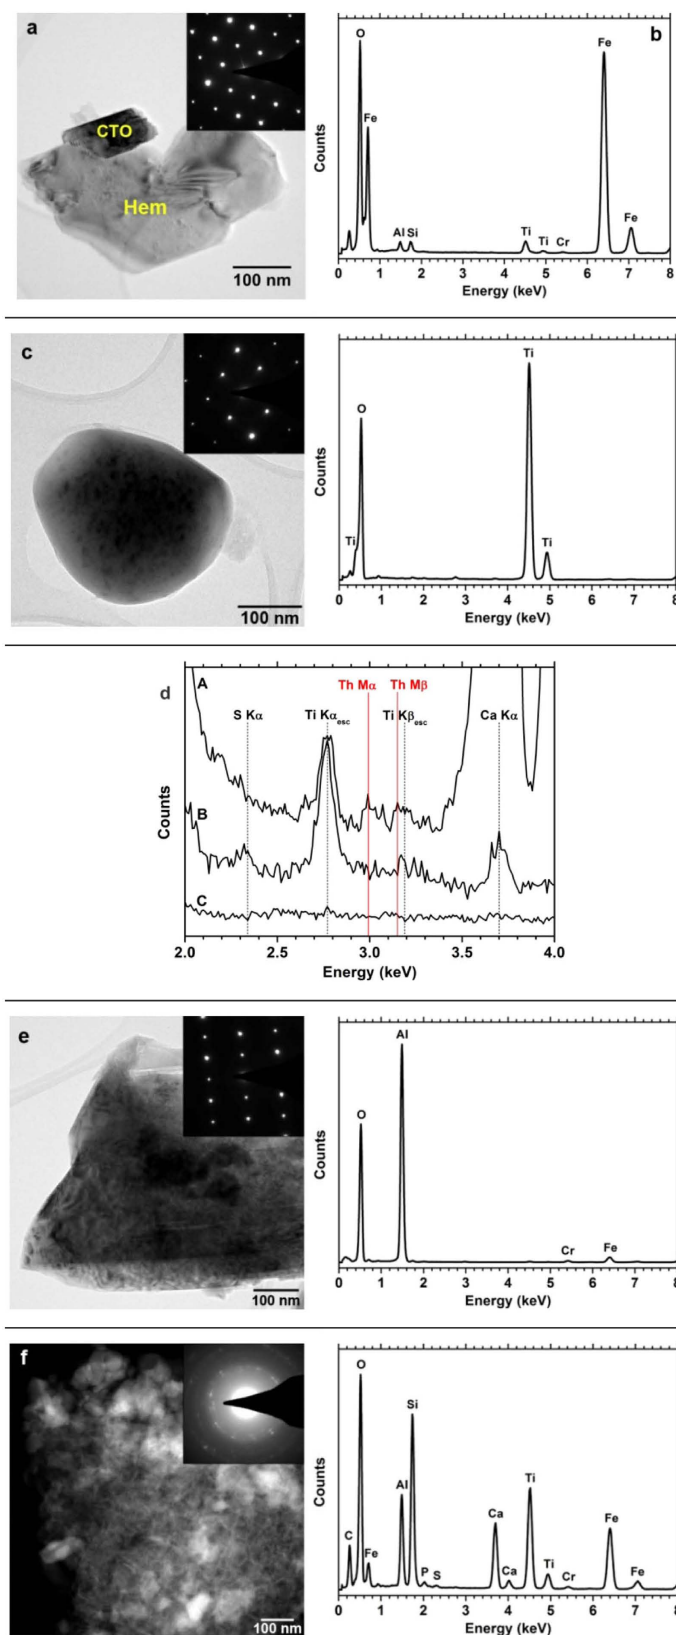 a
CTO
Hem
100 nm
b
O
Fe
Al Si
Ti
Ti
Cr
Fe
Fe
Counts
0 1 2 3 4 5 6 7 8
Energy (keV)
c
100 nm
Ti
O
Ti
Ti
Counts
0 1 2 3 4 5 6 7 8
Energy (keV)
d
A
Th Mα Th Mβ
S Kα Ti Kαesc Ti Kβesc Ca Kα
B
C
Counts
2.0 2.5 3.0 3.5 4.0
Energy (keV)
e
100 nm
Al
O
Cr
Fe
Counts
0 1 2 3 4 5 6 7 8
Energy (keV)
f
100 nm
O
Si
Al
Ti
Ca
Fe
C
Fe
P
S
Ca
Ti
Cr
Fe
Counts
0 1 2 3 4 5 6 7 8
Energy (keV)